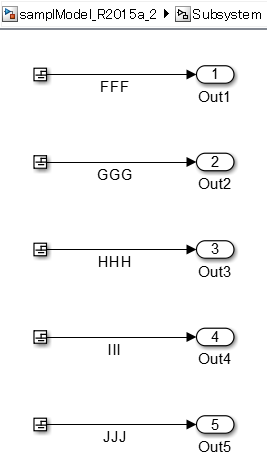 samplModel_R2015a_2 Subsystem
1
FFF
Out1
2
GGG
Out2
3
HHH
Out3
4
III
Out4
5
JJJ
Out5